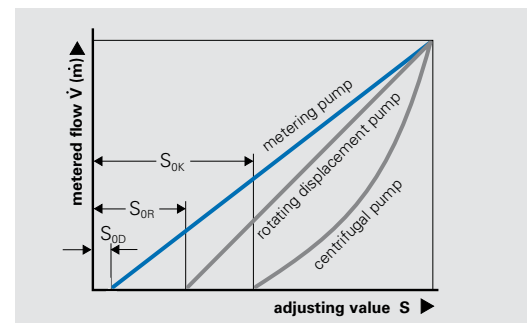 metered flow V̇ (ṁ) ▲
metering pump
rotating displacement pump
centrifugal pump
S0K
S0R
S0D
adjusting value S ▶